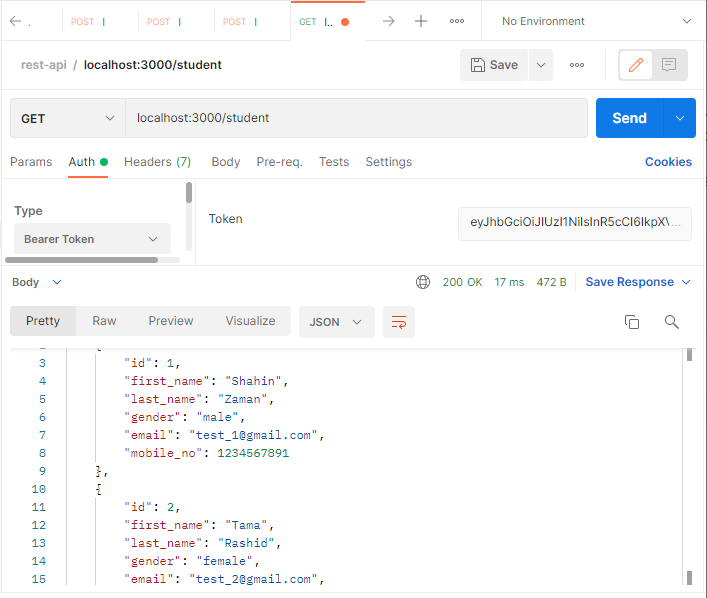 POST
POST
POST
GET
No Environment
rest-api / localhost:3000/student
Save
GET
localhost:3000/student
Send
Params
Auth
Headers (7)
Body
Pre-req.
Tests
Settings
Cookies
Type
Bearer Token
Token
Body
200 OK 17 ms 472 B
Save Response
Pretty
Raw
Preview
Visualize
JSON
3 "id": 1,
4 "first_name": "Shahin",
5 "last_name": "Zaman",
6 "gender": "male",
7 "email": "test_1@gmail.com",
8 "mobile_no": 1234567891
9 },
10 {
11 "id": 2,
12 "first_name": "Tama",
13 "last_name": "Rashid",
14 "gender": "female",
15 "email": "test_2@gmail.com",